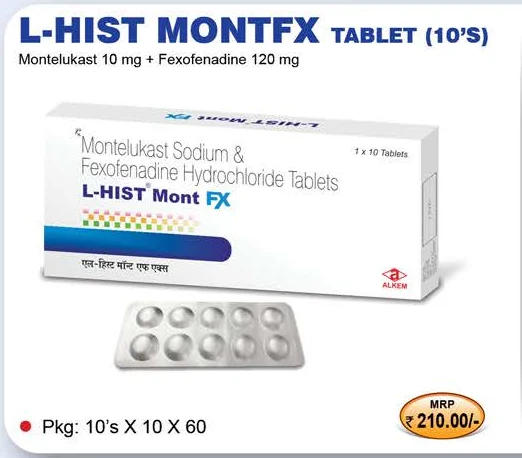 L-HIST MONTFX TABLET (10'S)
Montelukast 10 mg + Fexofenadine 120 mg
L-HIST Mont FX
Rx
Montelukast Sodium &
Fexofenadine Hydrochloride Tablets
1 x 10 Tablets
L-HIST® Mont FX
एल-हिस्ट मॉन्ट एफ एक्स
a
ALKEM
MRP
₹ 210.00/-
Pkg: 10's X 10 X 60